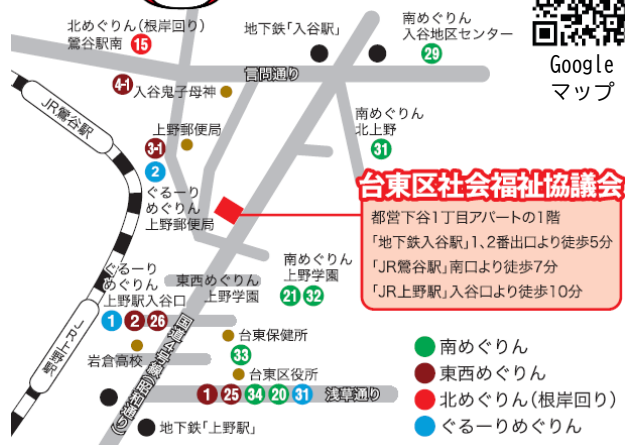 北めぐりん(根岸回り)
鶯谷駅南 15
地下鉄「入谷駅」
南めぐりん
入谷地区センター
29
Google
マップ
言問通り
4-1 入谷鬼子母神
JR鶯谷駅
上野郵便局
3-1
2
南めぐりん
北上野
31
ぐるーり
めぐりん
上野郵便局
台東区社会福祉協議会
都営下谷1丁目アパートの1階
「地下鉄入谷駅」1、2番出口より徒歩5分
「JR鶯谷駅」南口より徒歩7分
「JR上野駅」入谷口より徒歩10分
ぐるーり
めぐりん
上野駅入谷口
1 2 26
東西めぐりん
上野学園
南めぐりん
上野学園
21 32
JR上野駅
岩倉高校
国道4号線(昭和通り)
台東保健所
33
台東区役所
1 25 34 20 31 浅草通り
地下鉄「上野駅」
南めぐりん
東西めぐりん
北めぐりん(根岸回り)
ぐるーりめぐりん